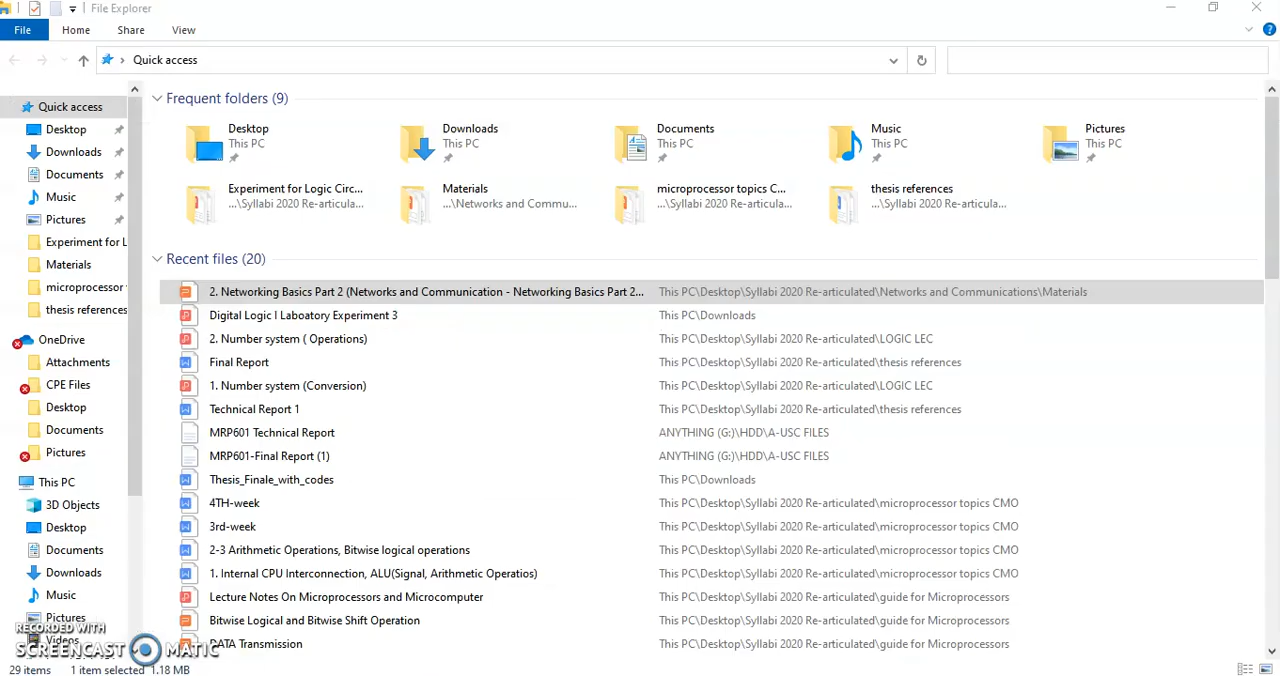 File Explorer
File Home Share View
Quick access
Quick access
Desktop
Downloads
Documents
Music
Pictures
Experiment for L
Materials
microprocessor
thesis references
OneDrive
Attachments
CPE Files
Desktop
Documents
Pictures
This PC
3D Objects
Desktop
Documents
Downloads
Music
Pictures
Videos
Frequent folders (9)
Desktop
This PC
Downloads
This PC
Documents
This PC
Music
This PC
Pictures
This PC
Experiment for Logic Circ...
...\Syllabi 2020 Re-articula...
Materials
...\Networks and Commu...
microprocessor topics C...
...\Syllabi 2020 Re-articula...
thesis references
...\Syllabi 2020 Re-articula...
Recent files (20)
2. Networking Basics Part 2 (Networks and Communication - Networking Basics Part 2... This PC\Desktop\Syllabi 2020 Re-articulated\Networks and Communications\Materials
Digital Logic I Laboatory Experiment 3 This PC\Downloads
2. Number system ( Operations) This PC\Desktop\Syllabi 2020 Re-articulated\LOGIC LEC
Final Report This PC\Desktop\Syllabi 2020 Re-articulated\thesis references
1. Number system (Conversion) This PC\Desktop\Syllabi 2020 Re-articulated\LOGIC LEC
Technical Report 1 This PC\Desktop\Syllabi 2020 Re-articulated\thesis references
MRP601 Technical Report ANYTHING (G:)\HDD\A-USC FILES
MRP601-Final Report (1) ANYTHING (G:)\HDD\A-USC FILES
Thesis_Finale_with_codes This PC\Downloads
4TH-week This PC\Desktop\Syllabi 2020 Re-articulated\microprocessor topics CMO
3rd-week This PC\Desktop\Syllabi 2020 Re-articulated\microprocessor topics CMO
2-3 Arithmetic Operations, Bitwise logical operations This PC\Desktop\Syllabi 2020 Re-articulated\microprocessor topics CMO
1. Internal CPU Interconnection, ALU(Signal, Arithmetic Operatios) This PC\Desktop\Syllabi 2020 Re-articulated\microprocessor topics CMO
Lecture Notes On Microprocessors and Microcomputer This PC\Desktop\Syllabi 2020 Re-articulated\guide for Microprocessors
Bitwise Logical and Bitwise Shift Operation This PC\Desktop\Syllabi 2020 Re-articulated\guide for Microprocessors
DATA Transmission This PC\Desktop\Syllabi 2020 Re-articulated\guide for Microprocessors
RECORDED WITH
SCREENCAST MATIC
29 items 1 item selected 1.18 MB